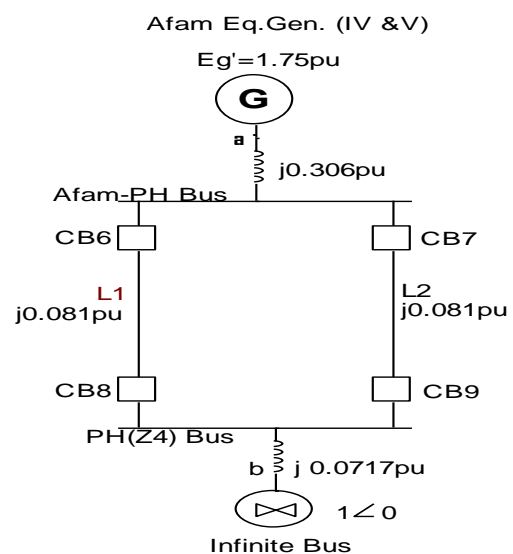 Afam Eq.Gen. (IV &V)
Eg'=1.75pu
G
a
j0.306pu
Afam-PH Bus
CB6
CB7
L1
j0.081pu
L2
j0.081pu
CB8
CB9
PH(Z4) Bus
b
j 0.0717pu
1∠0
Infinite Bus